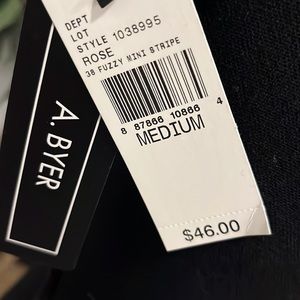 DEPT
LOT
STYLE 1038995
ROSE
38 FUZZY MINI STRIPE
8 87866 10866 4
MEDIUM
$46.00
A. BYER